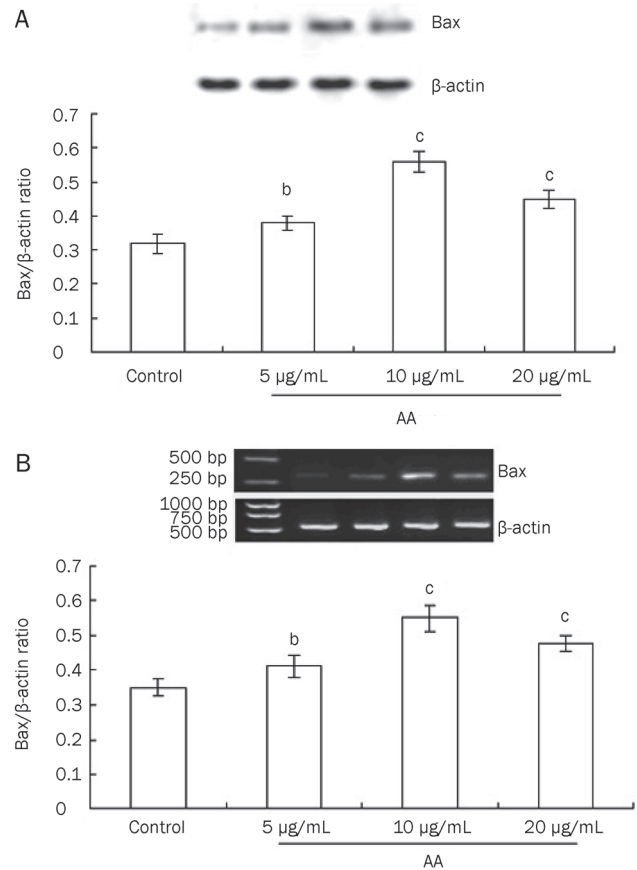 A
Bax
β-actin
0.7
0.6
0.5
0.4
0.3
0.2
0.1
0
Bax/β-actin ratio
b
c
c
Control
5 µg/mL
10 µg/mL
20 µg/mL
AA
B
500 bp
250 bp
Bax
1000 bp
750 bp
500 bp
β-actin
0.7
0.6
0.5
0.4
0.3
0.2
0.1
0
Bax/β-actin ratio
b
c
c
Control
5 µg/mL
10 µg/mL
20 µg/mL
AA